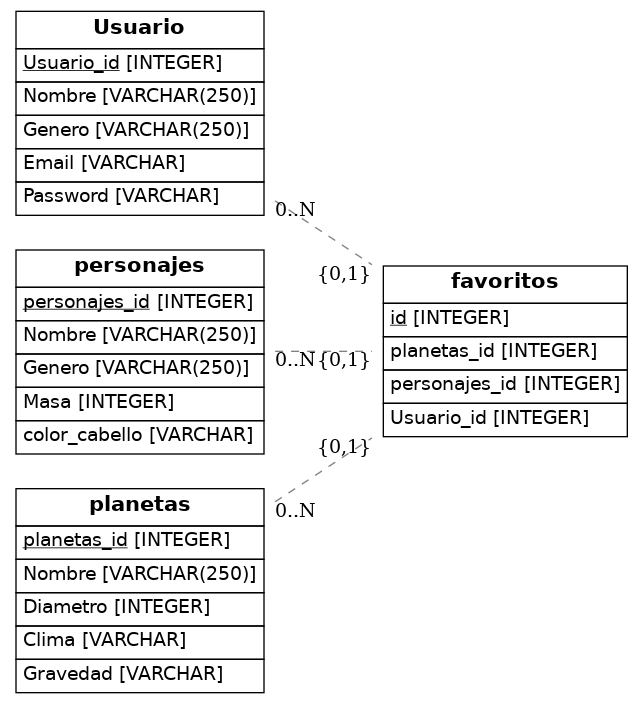 Usuario
Usuario_id [INTEGER]
Nombre [VARCHAR(250)]
Genero [VARCHAR(250)]
Email [VARCHAR]
Password [VARCHAR]
0..N
{0,1}
personajes
personajes_id [INTEGER]
Nombre [VARCHAR(250)]
Genero [VARCHAR(250)]
Masa [INTEGER]
color_cabello [VARCHAR]
0..N
{0,1}
favoritos
id [INTEGER]
planetas_id [INTEGER]
personajes_id [INTEGER]
Usuario_id [INTEGER]
{0,1}
0..N
planetas
planetas_id [INTEGER]
Nombre [VARCHAR(250)]
Diametro [INTEGER]
Clima [VARCHAR]
Gravedad [VARCHAR]